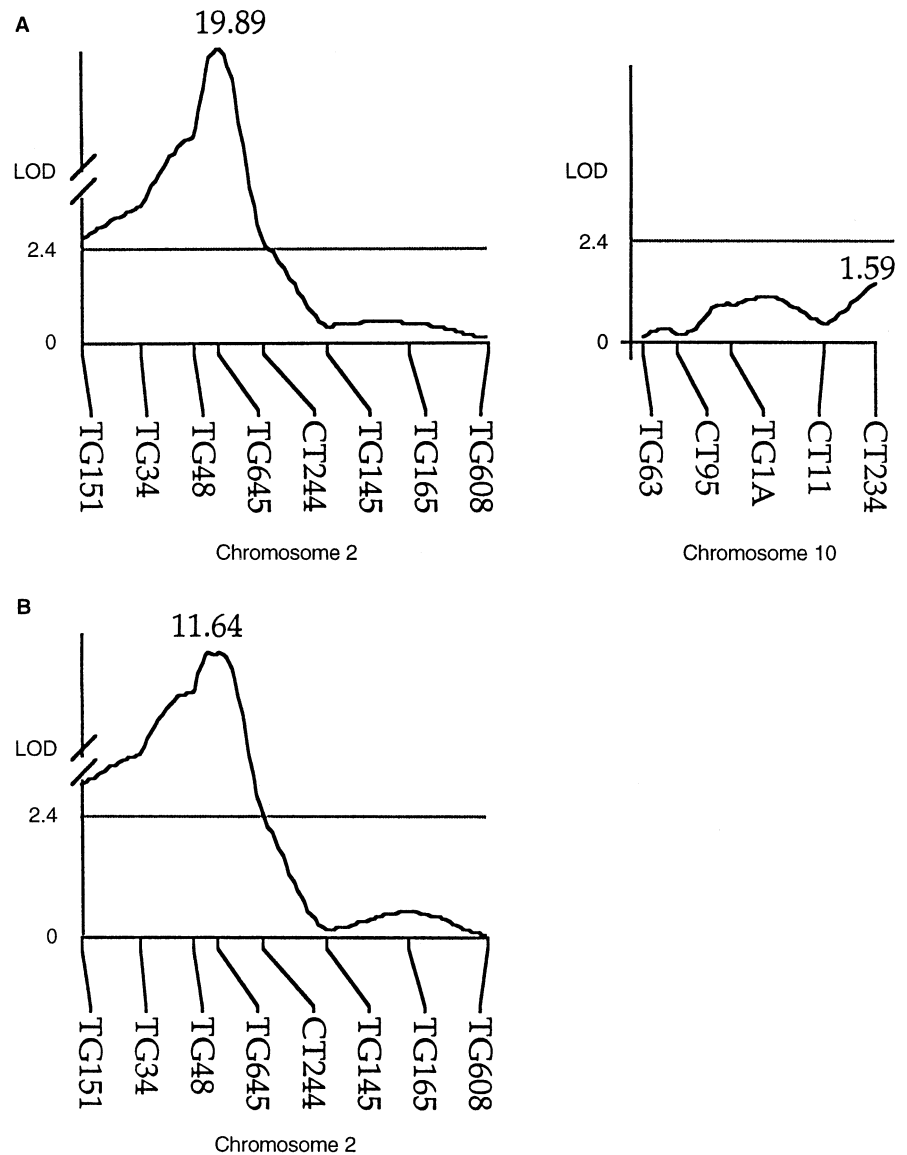 A
19.89
LOD
2.4
0
TG151
TG34
TG48
TG645
CT244
TG145
TG165
TG608
Chromosome 2
LOD
2.4
1.59
0
TG63
CT95
TG1A
CT11
CT234
Chromosome 10
B
11.64
LOD
2.4
0
TG151
TG34
TG48
TG645
CT244
TG145
TG165
TG608
Chromosome 2